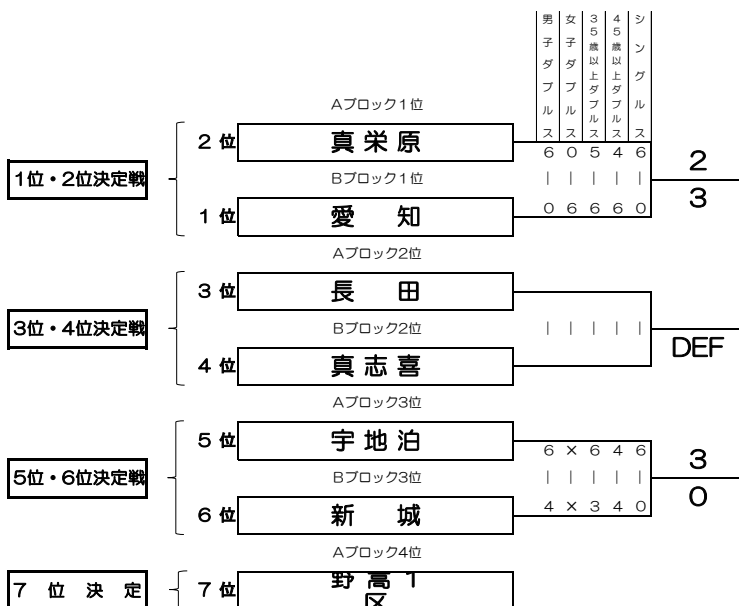 男子ダブルス
女子ダブルス
35歳以上ダブルス
45歳以上ダブルス
シングルス
Aブロック1位
1位・2位決定戦
2 位
真栄原
6 0 5 4 6
2
Bブロック1位
| | | | |
3
1 位
愛 知
0 6 6 6 0
Aブロック2位
3位・4位決定戦
3 位
長 田
Bブロック2位
| | | | |
DEF
4 位
真志喜
Aブロック3位
5位・6位決定戦
5 位
宇地泊
6 × 6 4 6
3
Bブロック3位
| | | | |
0
6 位
新 城
4 × 3 4 0
Aブロック4位
7 位 決 定
7 位
野嵩1
区